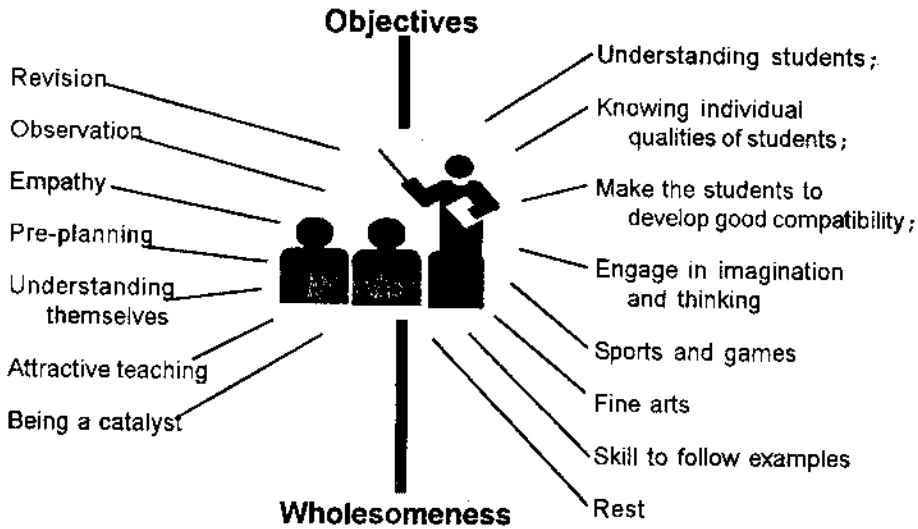 Objectives
Revision
Observation
Empathy
Pre-planning
Understanding
themselves
Attractive teaching
Being a catalyst
Understanding students;
Knowing individual
qualities of students;
Make the students to
develop good compatibility;
Engage in imagination
and thinking
Sports and games
Fine arts
Skill to follow examples
Rest
Wholesomeness